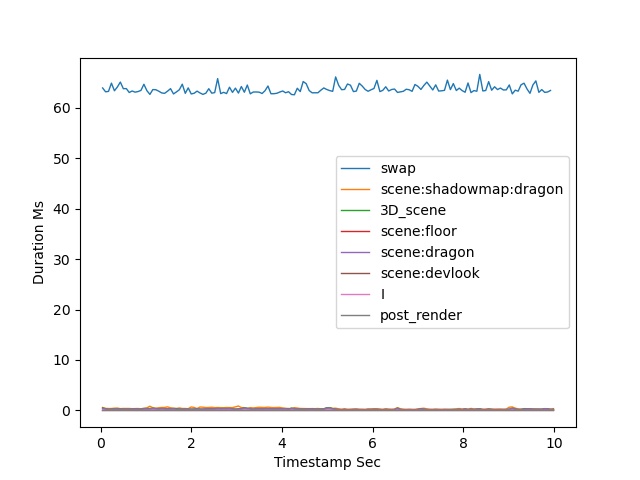 60
50
40
30
20
10
0
Duration Ms
swap
scene:shadowmap:dragon
3D_scene
scene:floor
scene:dragon
scene:devlook
I
post_render
0 2 4 6 8 10
Timestamp Sec